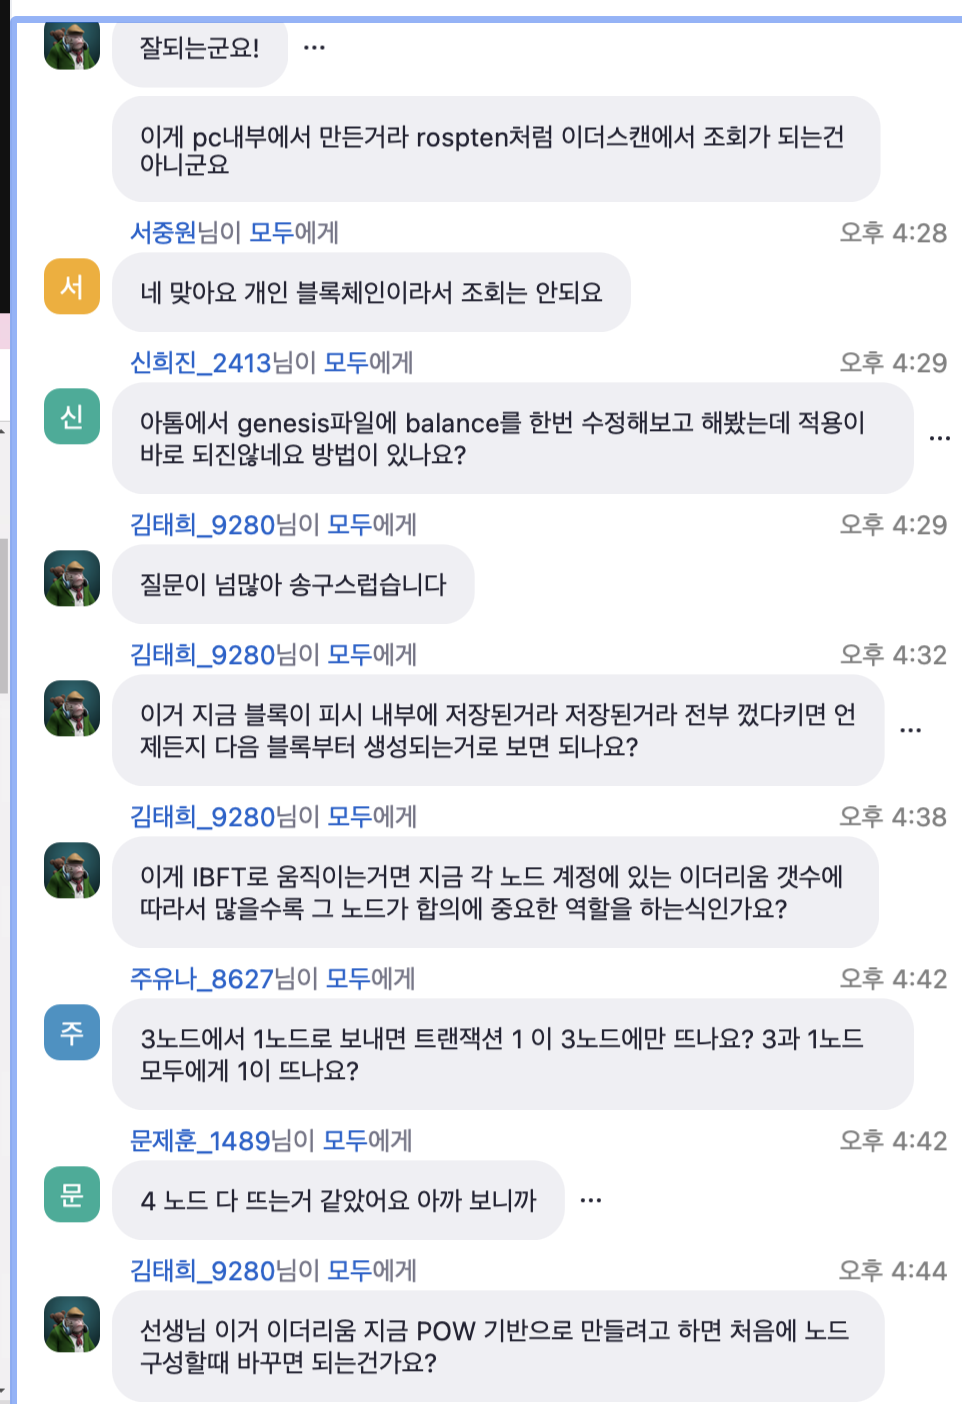 잘되는군요!
이게 pc내부에서 만든거라 rospten처럼 이더스캔에서 조회가 되는건
아니군요
서중원님이 모두에게 오후 4:28
서
네 맞아요 개인 블록체인이라서 조회는 안되요
신희진_2413님이 모두에게 오후 4:29
신
아톰에서 genesis파일에 balance를 한번 수정해보고 해봤는데 적용이
바로 되진않네요 방법이 있나요?
김태희_9280님이 모두에게 오후 4:29
질문이 넘많아 송구스럽습니다
김태희_9280님이 모두에게 오후 4:32
이거 지금 블록이 피시 내부에 저장된거라 저장된거라 전부 껐다키면 언
제든지 다음 블록부터 생성되는거로 보면 되나요?
김태희_9280님이 모두에게 오후 4:38
이게 IBFT로 움직이는거면 지금 각 노드 계정에 있는 이더리움 갯수에
따라서 많을수록 그 노드가 합의에 중요한 역할을 하는식인가요?
주유나_8627님이 모두에게 오후 4:42
주
3노드에서 1노드로 보내면 트랜잭션 1 이 3노드에만 뜨나요? 3과 1노드
모두에게 1이 뜨나요?
문제훈_1489님이 모두에게 오후 4:42
문
4 노드 다 뜨는거 같았어요 아까 보니까
김태희_9280님이 모두에게 오후 4:44
선생님 이거 이더리움 지금 POW 기반으로 만들려고 하면 처음에 노드
구성할때 바꾸면 되는건가요?